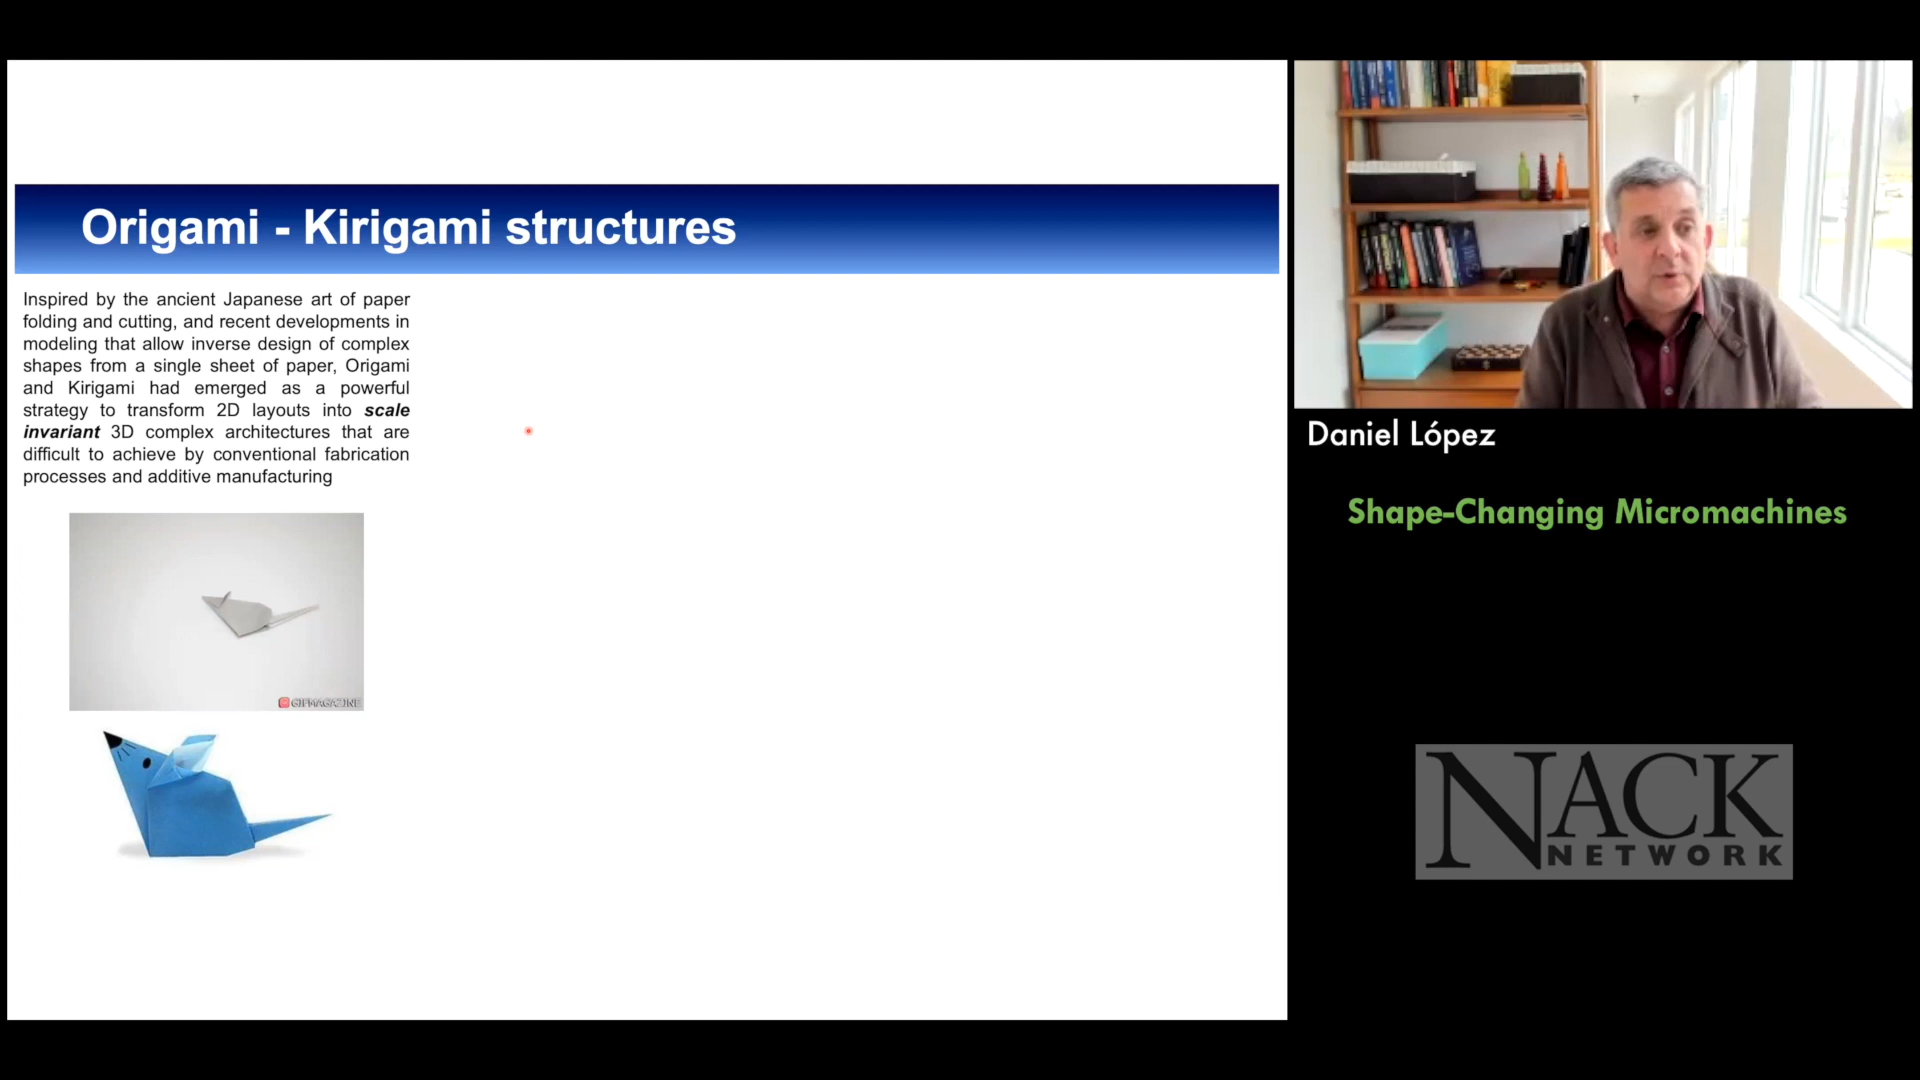 Origami - Kirigami structures
Inspired by the ancient Japanese art of paper
folding and cutting, and recent developments in
modeling that allow inverse design of complex
shapes from a single sheet of paper, Origami
and Kirigami had emerged as a powerful
strategy to transform 2D layouts into scale
invariant 3D complex architectures that are
difficult to achieve by conventional fabrication
processes and additive manufacturing
GIFMAGAZINE
Daniel López
Shape-Changing Micromachines
NACK
NETWORK